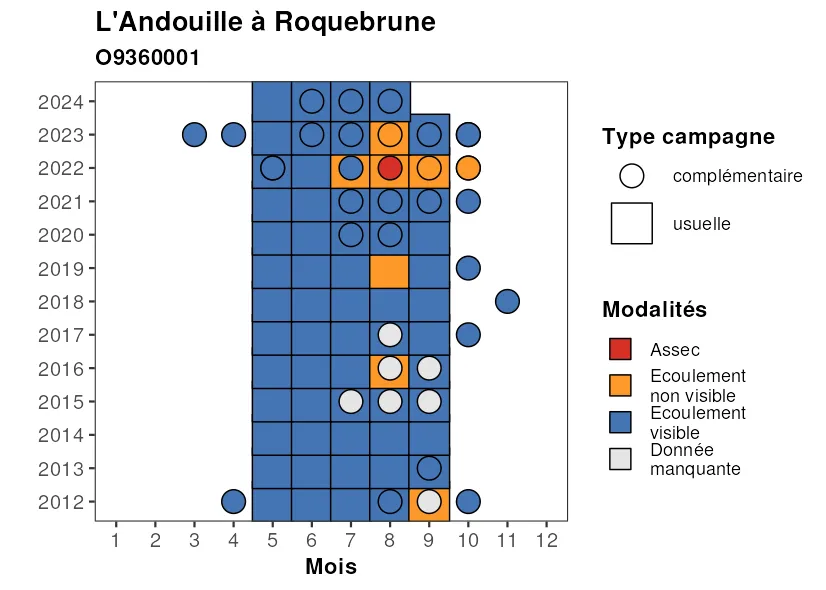 L'Andouille à Roquebrune
O9360001
2024
2023
2022
2021
2020
2019
2018
2017
2016
2015
2014
2013
2012
1 2 3 4 5 6 7 8 9 10 11 12
Mois
Type campagne
complémentaire
usuelle
Modalités
Assec
Ecoulement
non visible
Ecoulement
visible
Donnée
manquante